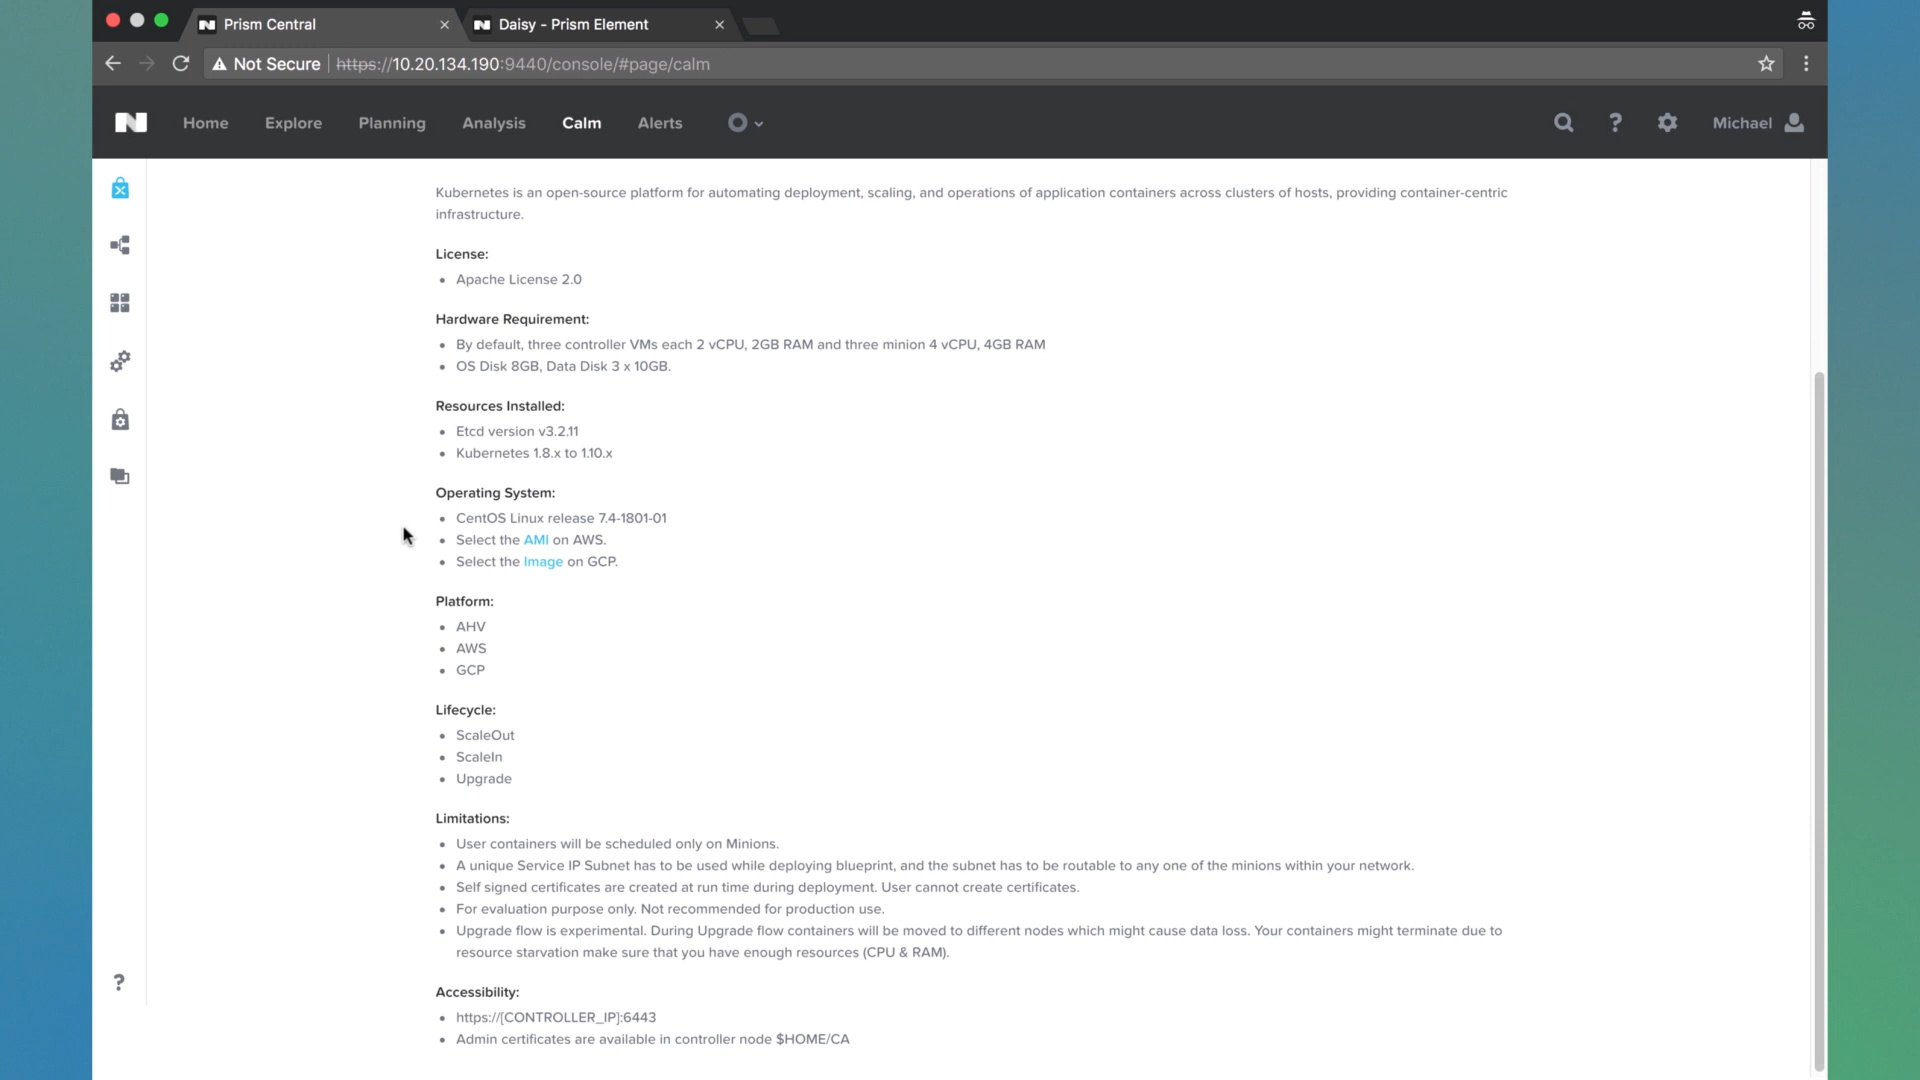 Prism Central
Daisy - Prism Element
Not Secure https://10.20.134.190:9440/console/#page/calm
Home Explore Planning Analysis Calm Alerts
? Michael
Kubernetes is an open-source platform for automating deployment, scaling, and operations of application containers across clusters of hosts, providing container-centric
infrastructure.
License:
• Apache License 2.0
Hardware Requirement:
• By default, three controller VMs each 2 vCPU, 2GB RAM and three minion 4 vCPU, 4GB RAM
• OS Disk 8GB, Data Disk 3 x 10GB.
Resources Installed:
• Etcd version v3.2.11
• Kubernetes 1.8.x to 1.10.x
Operating System:
• CentOS Linux release 7.4-1801-01
• Select the AMI on AWS.
• Select the Image on GCP.
Platform:
• AHV
• AWS
• GCP
Lifecycle:
• ScaleOut
• ScaleIn
• Upgrade
Limitations:
• User containers will be scheduled only on Minions.
• A unique Service IP Subnet has to be used while deploying blueprint, and the subnet has to be routable to any one of the minions within your network.
• Self signed certificates are created at run time during deployment. User cannot create certificates.
• For evaluation purpose only. Not recommended for production use.
• Upgrade flow is experimental. During Upgrade flow containers will be moved to different nodes which might cause data loss. Your containers might terminate due to
resource starvation make sure that you have enough resources (CPU & RAM).
?
Accessibility:
• https://[CONTROLLER_IP]:6443
• Admin certificates are available in controller node $HOME/CA